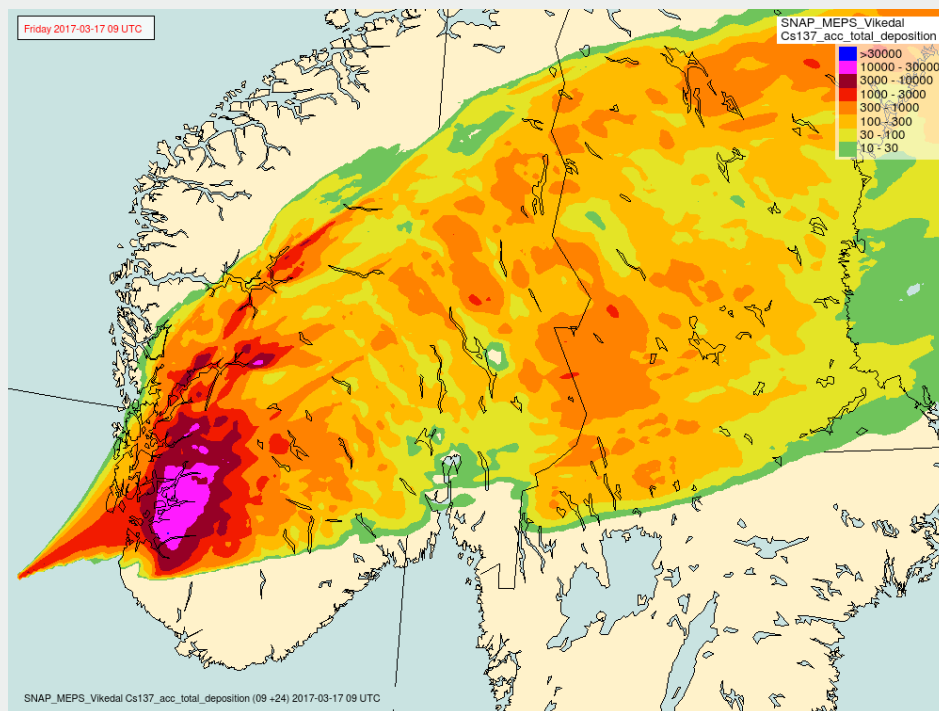 Friday 2017-03-17 09 UTC
SNAP_MEPS_Vikedal
Cs137_acc_total_deposition
>30000
10000 - 30000
3000 - 10000
1000 - 3000
300 - 1000
100 - 300
30 - 100
10 - 30
SNAP_MEPS_Vikedal Cs137_acc_total_deposition (09 +24) 2017-03-17 09 UTC